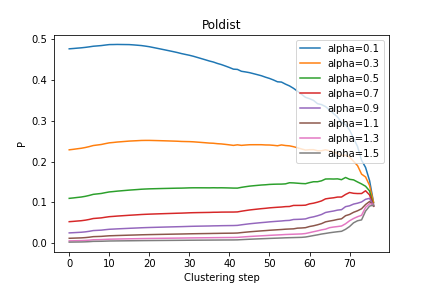 Poldist
0.5
0.4
0.3
0.2
0.1
0.0
P
0
10
20
30
40
50
60
70
Clustering step
alpha=0.1
alpha=0.3
alpha=0.5
alpha=0.7
alpha=0.9
alpha=1.1
alpha=1.3
alpha=1.5